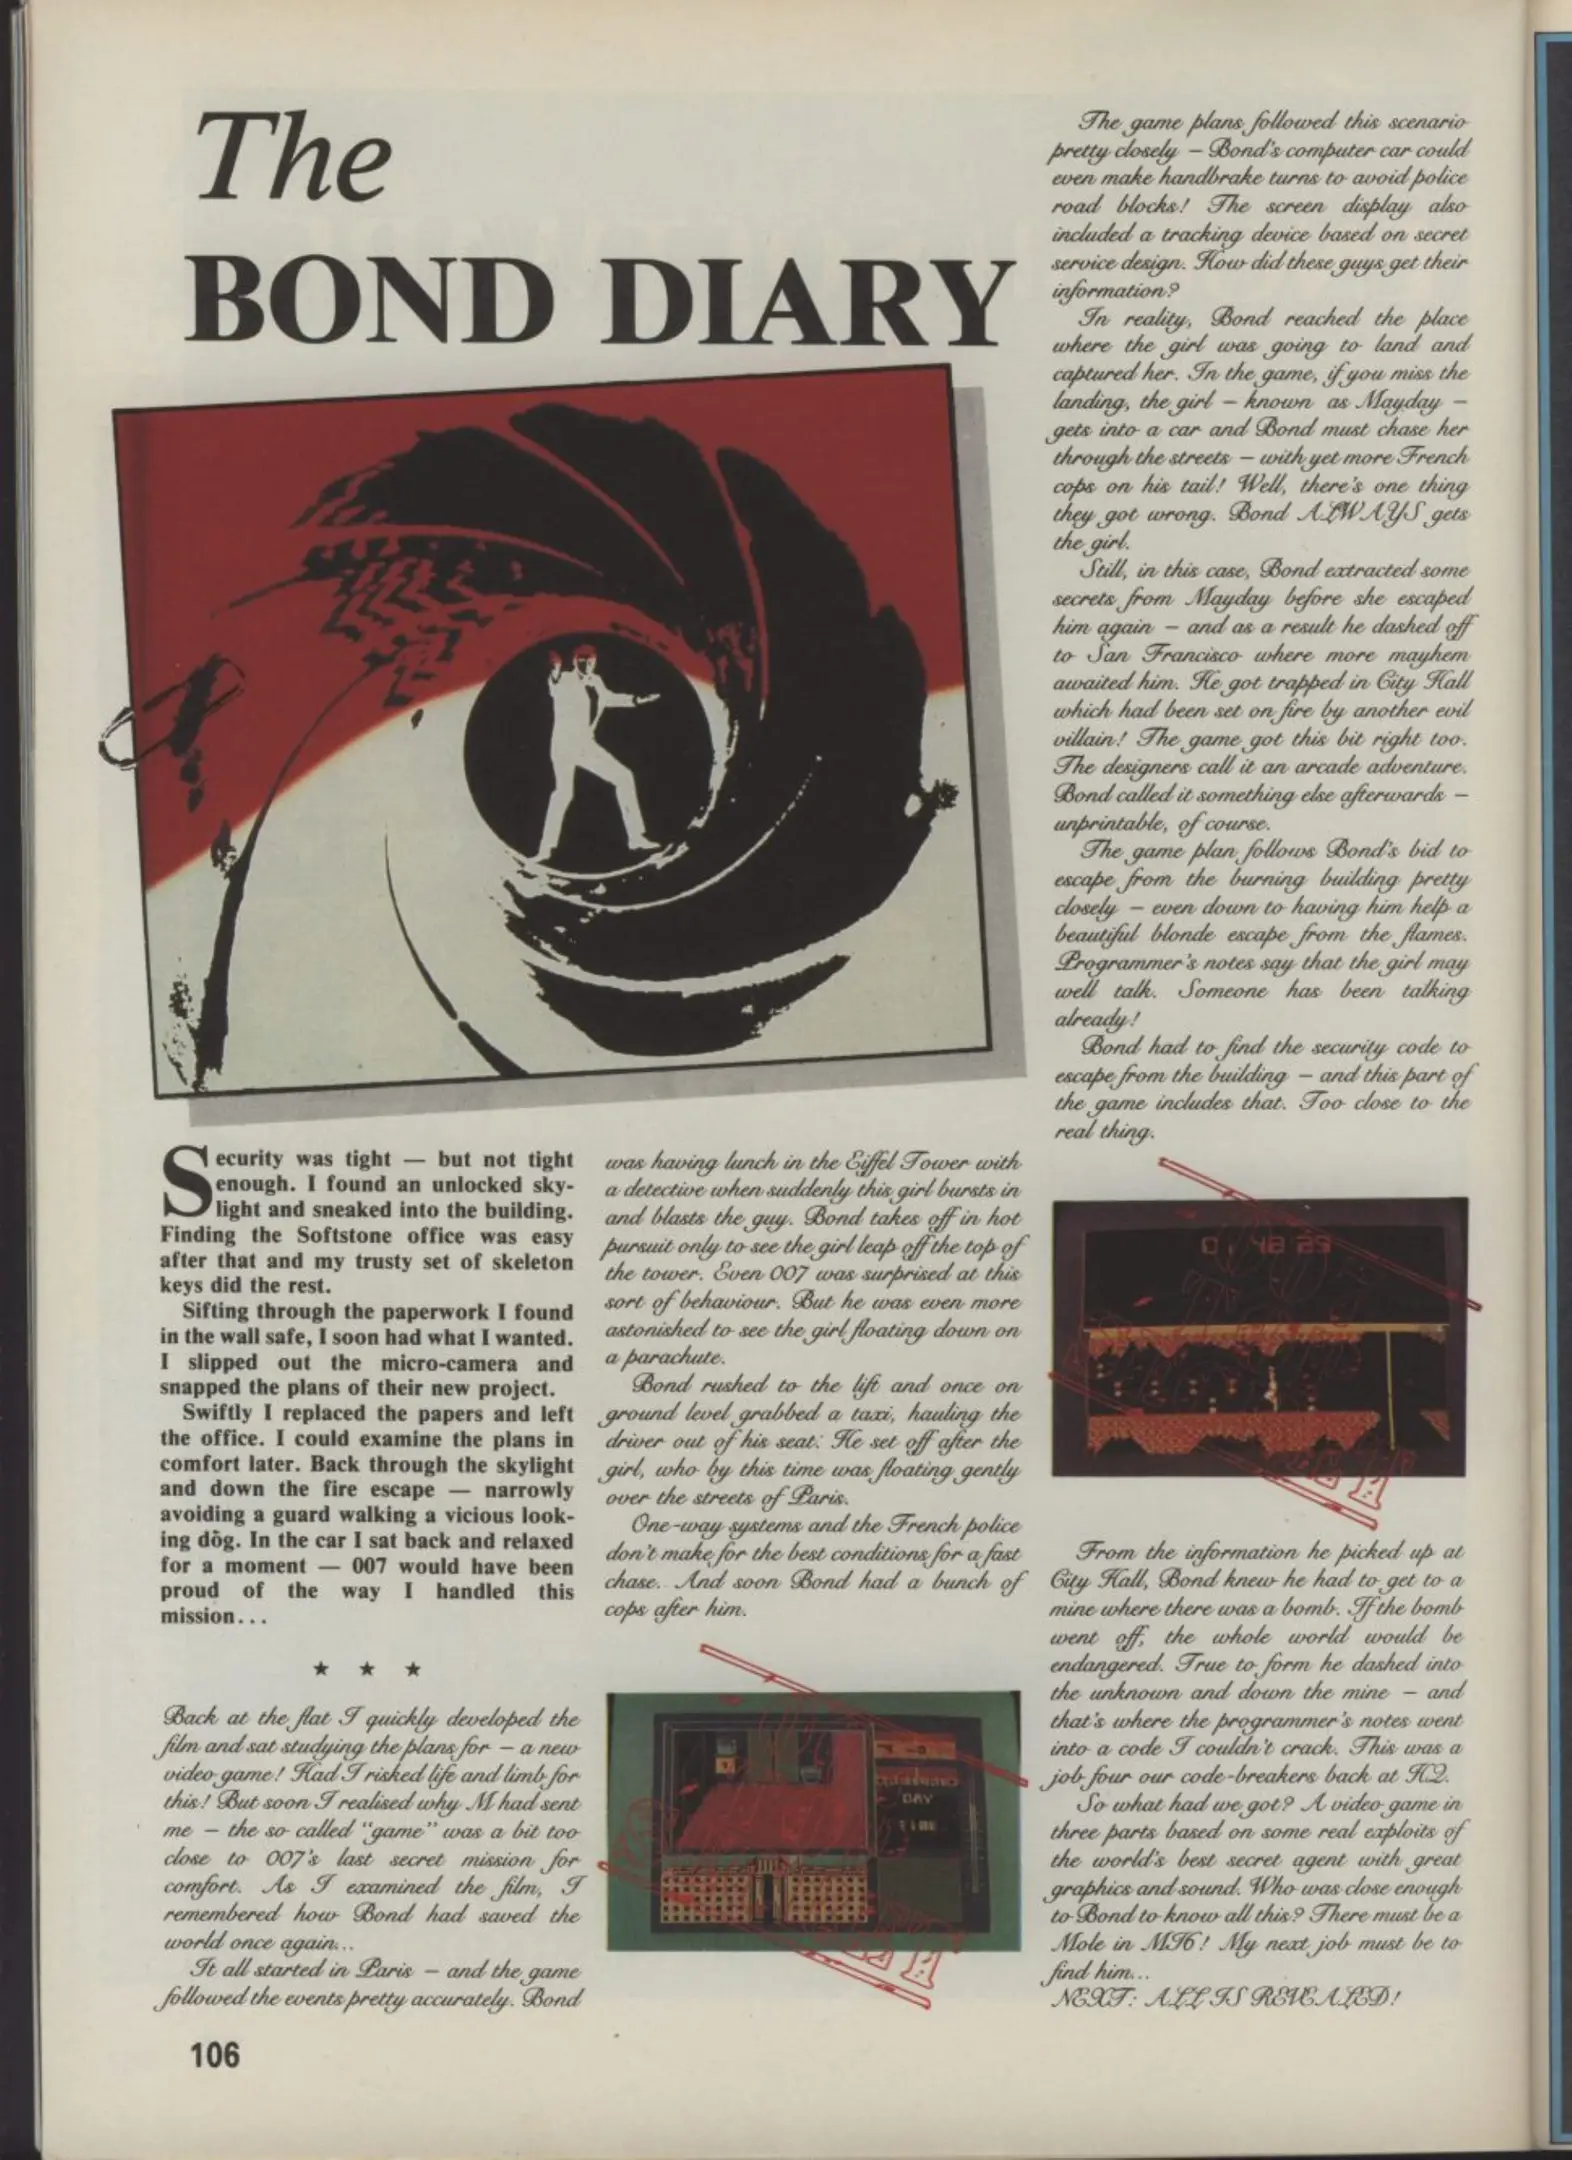 The
BOND DIARY
Security was tight — but not tight
enough. I found an unlocked sky-
light and sneaked into the building.
Finding the Softstone office was easy
after that and my trusty set of skeleton
keys did the rest.
Sifting through the paperwork I found
in the wall safe, I soon had what I wanted.
I slipped out the micro-camera and
snapped the plans of their new project.
Swiftly I replaced the papers and left
the office. I could examine the plans in
comfort later. Back through the skylight
and down the fire escape — narrowly
avoiding a guard walking a vicious look-
ing dog. In the car I sat back and relaxed
for a moment — 007 would have been
proud of the way I handled this
mission...
★ ★ ★
Back at the flat I quickly developed the
film and sat studying the plans for — a new
video game! Had I risked life and limb for
this! But soon I realised why M had sent
me — the so called "game" was a bit too
close to 007's last secret mission for
comfort. As I examined the film, I
remembered how Bond had saved the
world once again...
It all started in Paris — and the game
followed the events pretty accurately. Bond
was having lunch in the Eiffel Tower with
a detective when suddenly this girl bursts in
and blasts the guy. Bond takes off in hot
pursuit only to see the girl leap off the top of
the tower. Even 007 was surprised at this
sort of behaviour. But he was even more
astonished to see the girl floating down on
a parachute.
Bond rushed to the lift and once on
ground level grabbed a taxi, hauling the
driver out of his seat. He set off after the
girl, who by this time was floating gently
over the streets of Paris.
One-way systems and the French police
don't make for the best conditions for a fast
chase. And soon Bond had a bunch of
cops after him.
DAY
The game plans followed this scenario
pretty closely — Bond's computer car could
even make handbrake turns to avoid police
road blocks! The screen display also
included a tracking device based on secret
service design. How did these guys get their
information?
In reality, Bond reached the place
where the girl was going to land and
captured her. In the game, if you miss the
landing, the girl — known as Mayday —
gets into a car and Bond must chase her
through the streets — with yet more French
cops on his tail! Well, there's one thing
they got wrong. Bond ALWAYS gets
the girl.
Still, in this case, Bond extracted some
secrets from Mayday before she escaped
him again — and as a result he dashed off
to San Francisco where more mayhem
awaited him. He got trapped in City Hall
which had been set on fire by another evil
villain! The game got this bit right too.
The designers call it an arcade adventure.
Bond called it something else afterwards —
unprintable, of course.
The game plan follows Bond's bid to
escape from the burning building pretty
closely — even down to having him help a
beautiful blonde escape from the flames.
Programmer's notes say that the girl may
well talk. Someone has been talking
already!
Bond had to find the security code to
escape from the building — and this part of
the game includes that. Too close to the
real thing.
From the information he picked up at
City Hall, Bond knew he had to get to a
mine where there was a bomb. If the bomb
went off, the whole world would be
endangered. True to form he dashed into
the unknown and down the mine — and
that's where the programmer's notes went
into a code I couldn't crack. This was a
job four our code-breakers back at H.Q.
So what had we got? A video game in
three parts based on some real exploits of
the world's best secret agent with great
graphics and sound. Who was close enough
to Bond to know all this? There must be a
Mole in MI6! My next job must be to
find him...
NEXT: ALL IS REVEALED!
106